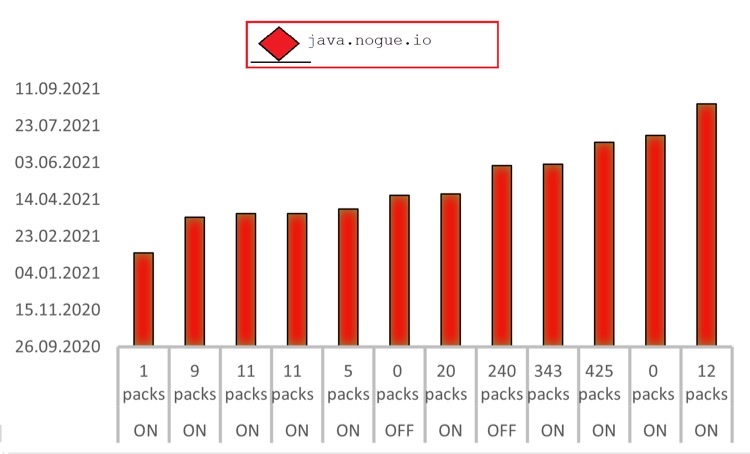 java.nogue.io
11.09.2021
23.07.2021
03.06.2021
14.04.2021
23.02.2021
04.01.2021
15.11.2020
26.09.2020
1 9 11 11 5 0 20 240 343 425 0 12
packs packs packs packs packs packs packs packs packs packs packs packs
ON ON ON ON ON OFF ON OFF ON ON ON ON